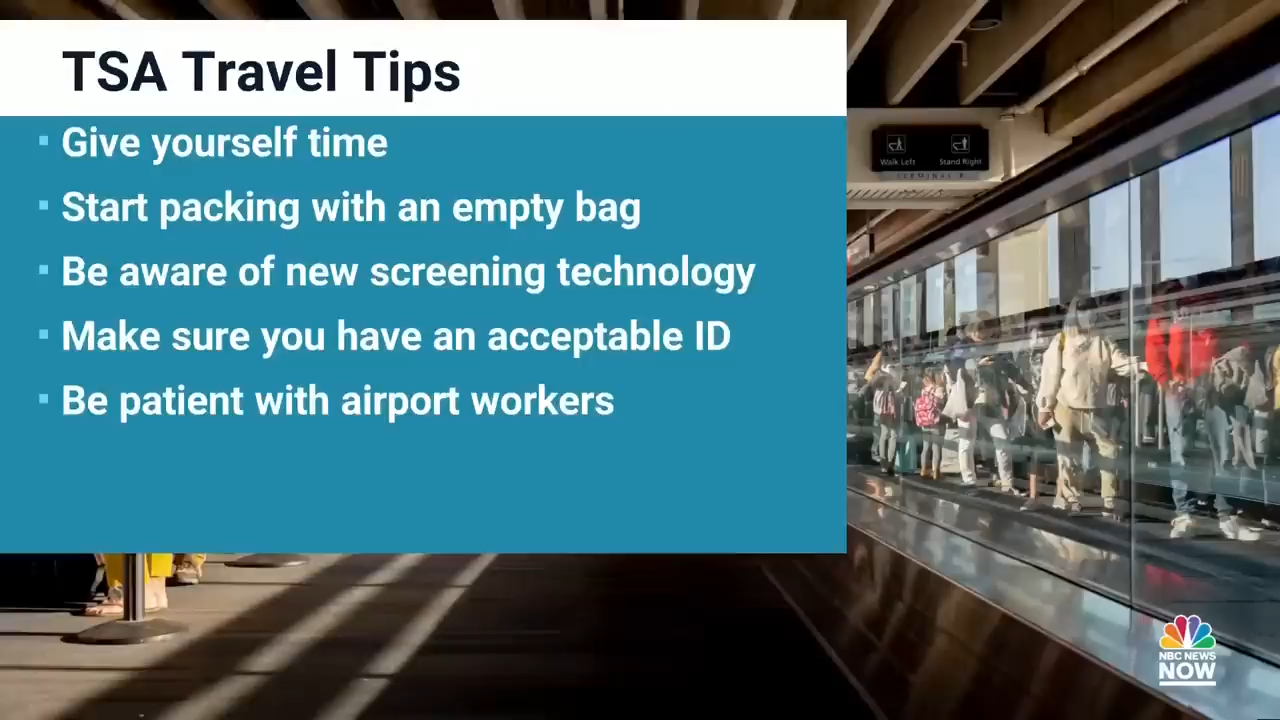 TSA Travel Tips
Give yourself time
Start packing with an empty bag
Be aware of new screening technology
Make sure you have an acceptable ID
Be patient with airport workers
Walk Left Stand Right
TERMINAL B
NBC NEWS
NOW